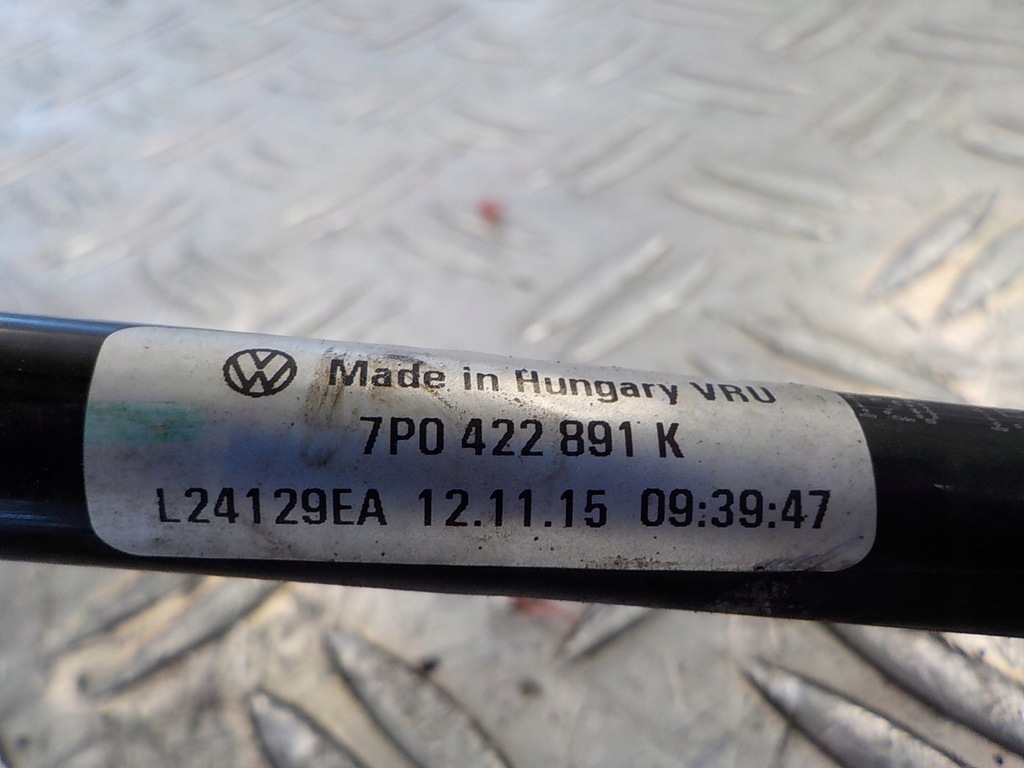 Made in Hungary VRU
7P0 422 891 K
L24129EA 12.11.15 09:39:47